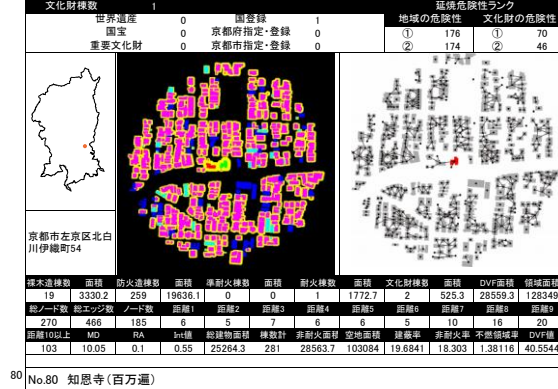 文化財棟数 1 延焼危険性ランク
世界遺産 0 国登録 1 地域の危険性 文化財の危険性
国宝 0 京都府指定・登録 0 ① 176 ① 70
重要文化財 0 京都市指定・登録 0 ② 174 ② 46
京都市左京区北白
川伊織町54
裸木造棟数 面積 防火造棟数 面積 準耐火棟数 面積 耐火棟数 面積 文化財棟数 面積 DVF面積 領域面積
19 3330.2 259 19636.1 0 0 1 1772.7 2 525.3 28559.3 128349
総ノード数 総エッジ数 ノード数 距離1 距離2 距離3 距離4 距離5 距離6 距離7 距離8 距離9
270 466 185 6 5 7 6 6 5 10 16 20
距離10以上 MD RA Int値 総建物面積 棟数計 非耐火面積 空地面積 建蔽率 非耐火率 不燃領域率 DVF値
103 10.05 0.1 0.55 25264.3 281 28563.7 103084 19.6841 18.303 1.38116 40.5544
80 No.80 知恩寺(百万遍)